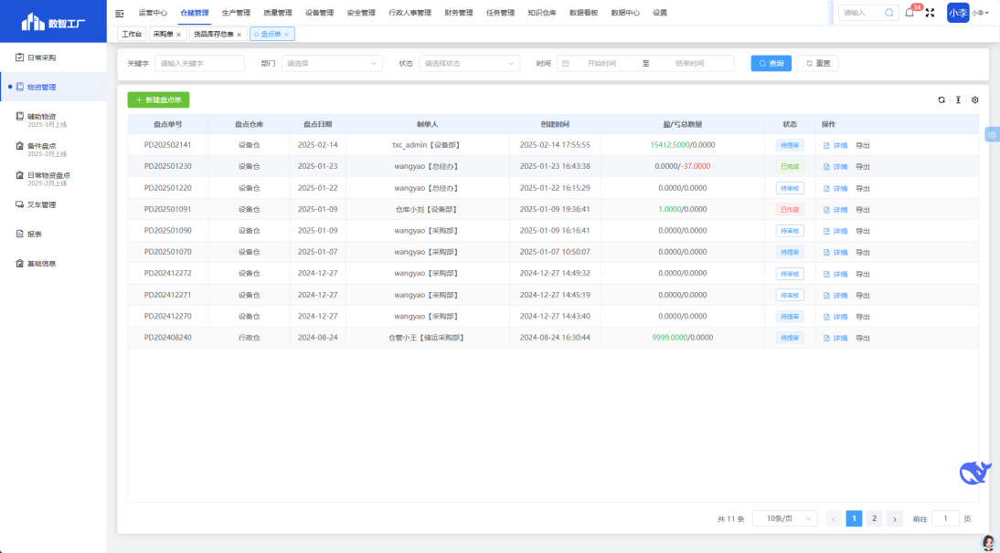 数智工厂
运营中心 仓储管理 生产管理 质量管理 设备管理 安全管理 行政人事管理 财务管理 任务管理 知识仓库 数据看板 数据中心 设置
请输入 34 小李 小李
工作台 采购单 × 货品库存总表 × 盘点单 ×
日常采购
物资管理
辅助物资
2025-3月上线
备件盘点
2025-2月上线
日常物资盘点
2025-2月上线
叉车管理
报表
基础信息
关键字 请输入关键字 部门 请选择 状态 请选择状态 时间 开始时间 至 结束时间 查询 重置
+ 新建盘点单
盘点单号 盘点仓库 盘点日期 制单人 创建时间 盈/亏总数量 状态 操作
PD202502141 设备仓 2025-02-14 txc_admin【设备部】 2025-02-14 17:55:55 15412.5000/0.0000 待提审 详情 导出
PD202501230 设备仓 2025-01-23 wangyao【总经办】 2025-01-23 16:43:38 0.0000/-37.0000 已完成 详情 导出
PD202501220 设备仓 2025-01-22 wangyao【总经办】 2025-01-22 16:15:29 0.0000/0.0000 待审核 详情 导出
PD202501091 设备仓 2025-01-09 仓库小刘【设备部】 2025-01-09 19:36:41 1.0000/0.0000 已作废 详情 导出
PD202501090 设备仓 2025-01-09 wangyao【采购部】 2025-01-09 16:16:41 0.0000/0.0000 待审核 详情 导出
PD202501070 设备仓 2025-01-07 wangyao【采购部】 2025-01-07 10:50:07 0.0000/0.0000 待提审 详情 导出
PD202412272 设备仓 2024-12-27 wangyao【采购部】 2024-12-27 14:49:32 0.0000/0.0000 待审核 详情 导出
PD202412271 设备仓 2024-12-27 wangyao【采购部】 2024-12-27 14:45:19 0.0000/0.0000 待审核 详情 导出
PD202412270 设备仓 2024-12-27 wangyao【采购部】 2024-12-27 14:43:40 0.0000/0.0000 待提审 详情 导出
PD202408240 行政仓 2024-08-24 仓管小王【储运采购部】 2024-08-24 16:30:44 9999.0000/0.0000 待提审 详情 导出
共 11 条 10条/页 1 2 前往 1 页